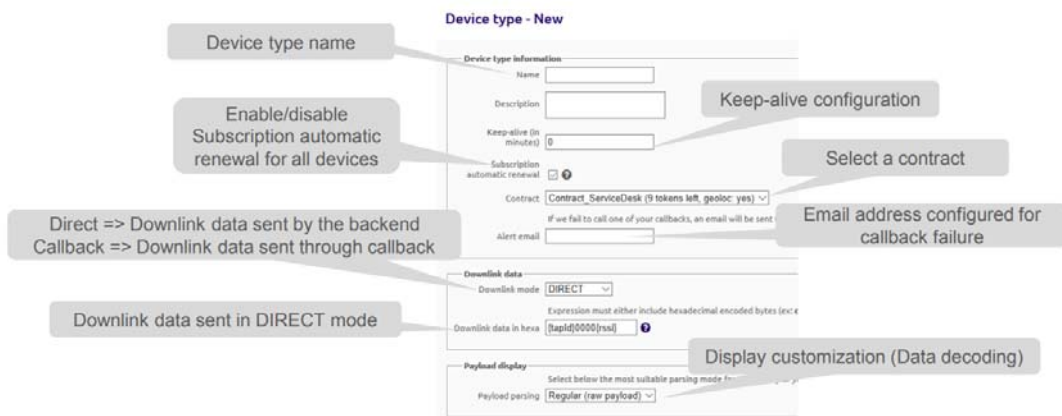 Device type - New
Device type name
Device type information
Name
Description
Keep-alive configuration
Enable/disable
Subscription automatic
renewal for all devices
Keep-alive (in
minutes) 0
Subscription
automatic renewal
Select a contract
Contract Contract_ServiceDesk (9 tokens left, geoloc: yes)
If we fail to call one of your callbacks, an email will be sent
Direct => Downlink data sent by the backend
Callback => Downlink data sent through callback
Alert email
Email address configured for
callback failure
Downlink data
Downlink mode DIRECT
Expression must either include hexadecimal encoded bytes (ex:
Downlink data sent in DIRECT mode
Downlink data in hexa {tapId}0000{rssi}
Display customization (Data decoding)
Payload display
Select below the most suitable parsing mode
Payload parsing Regular (raw payload)